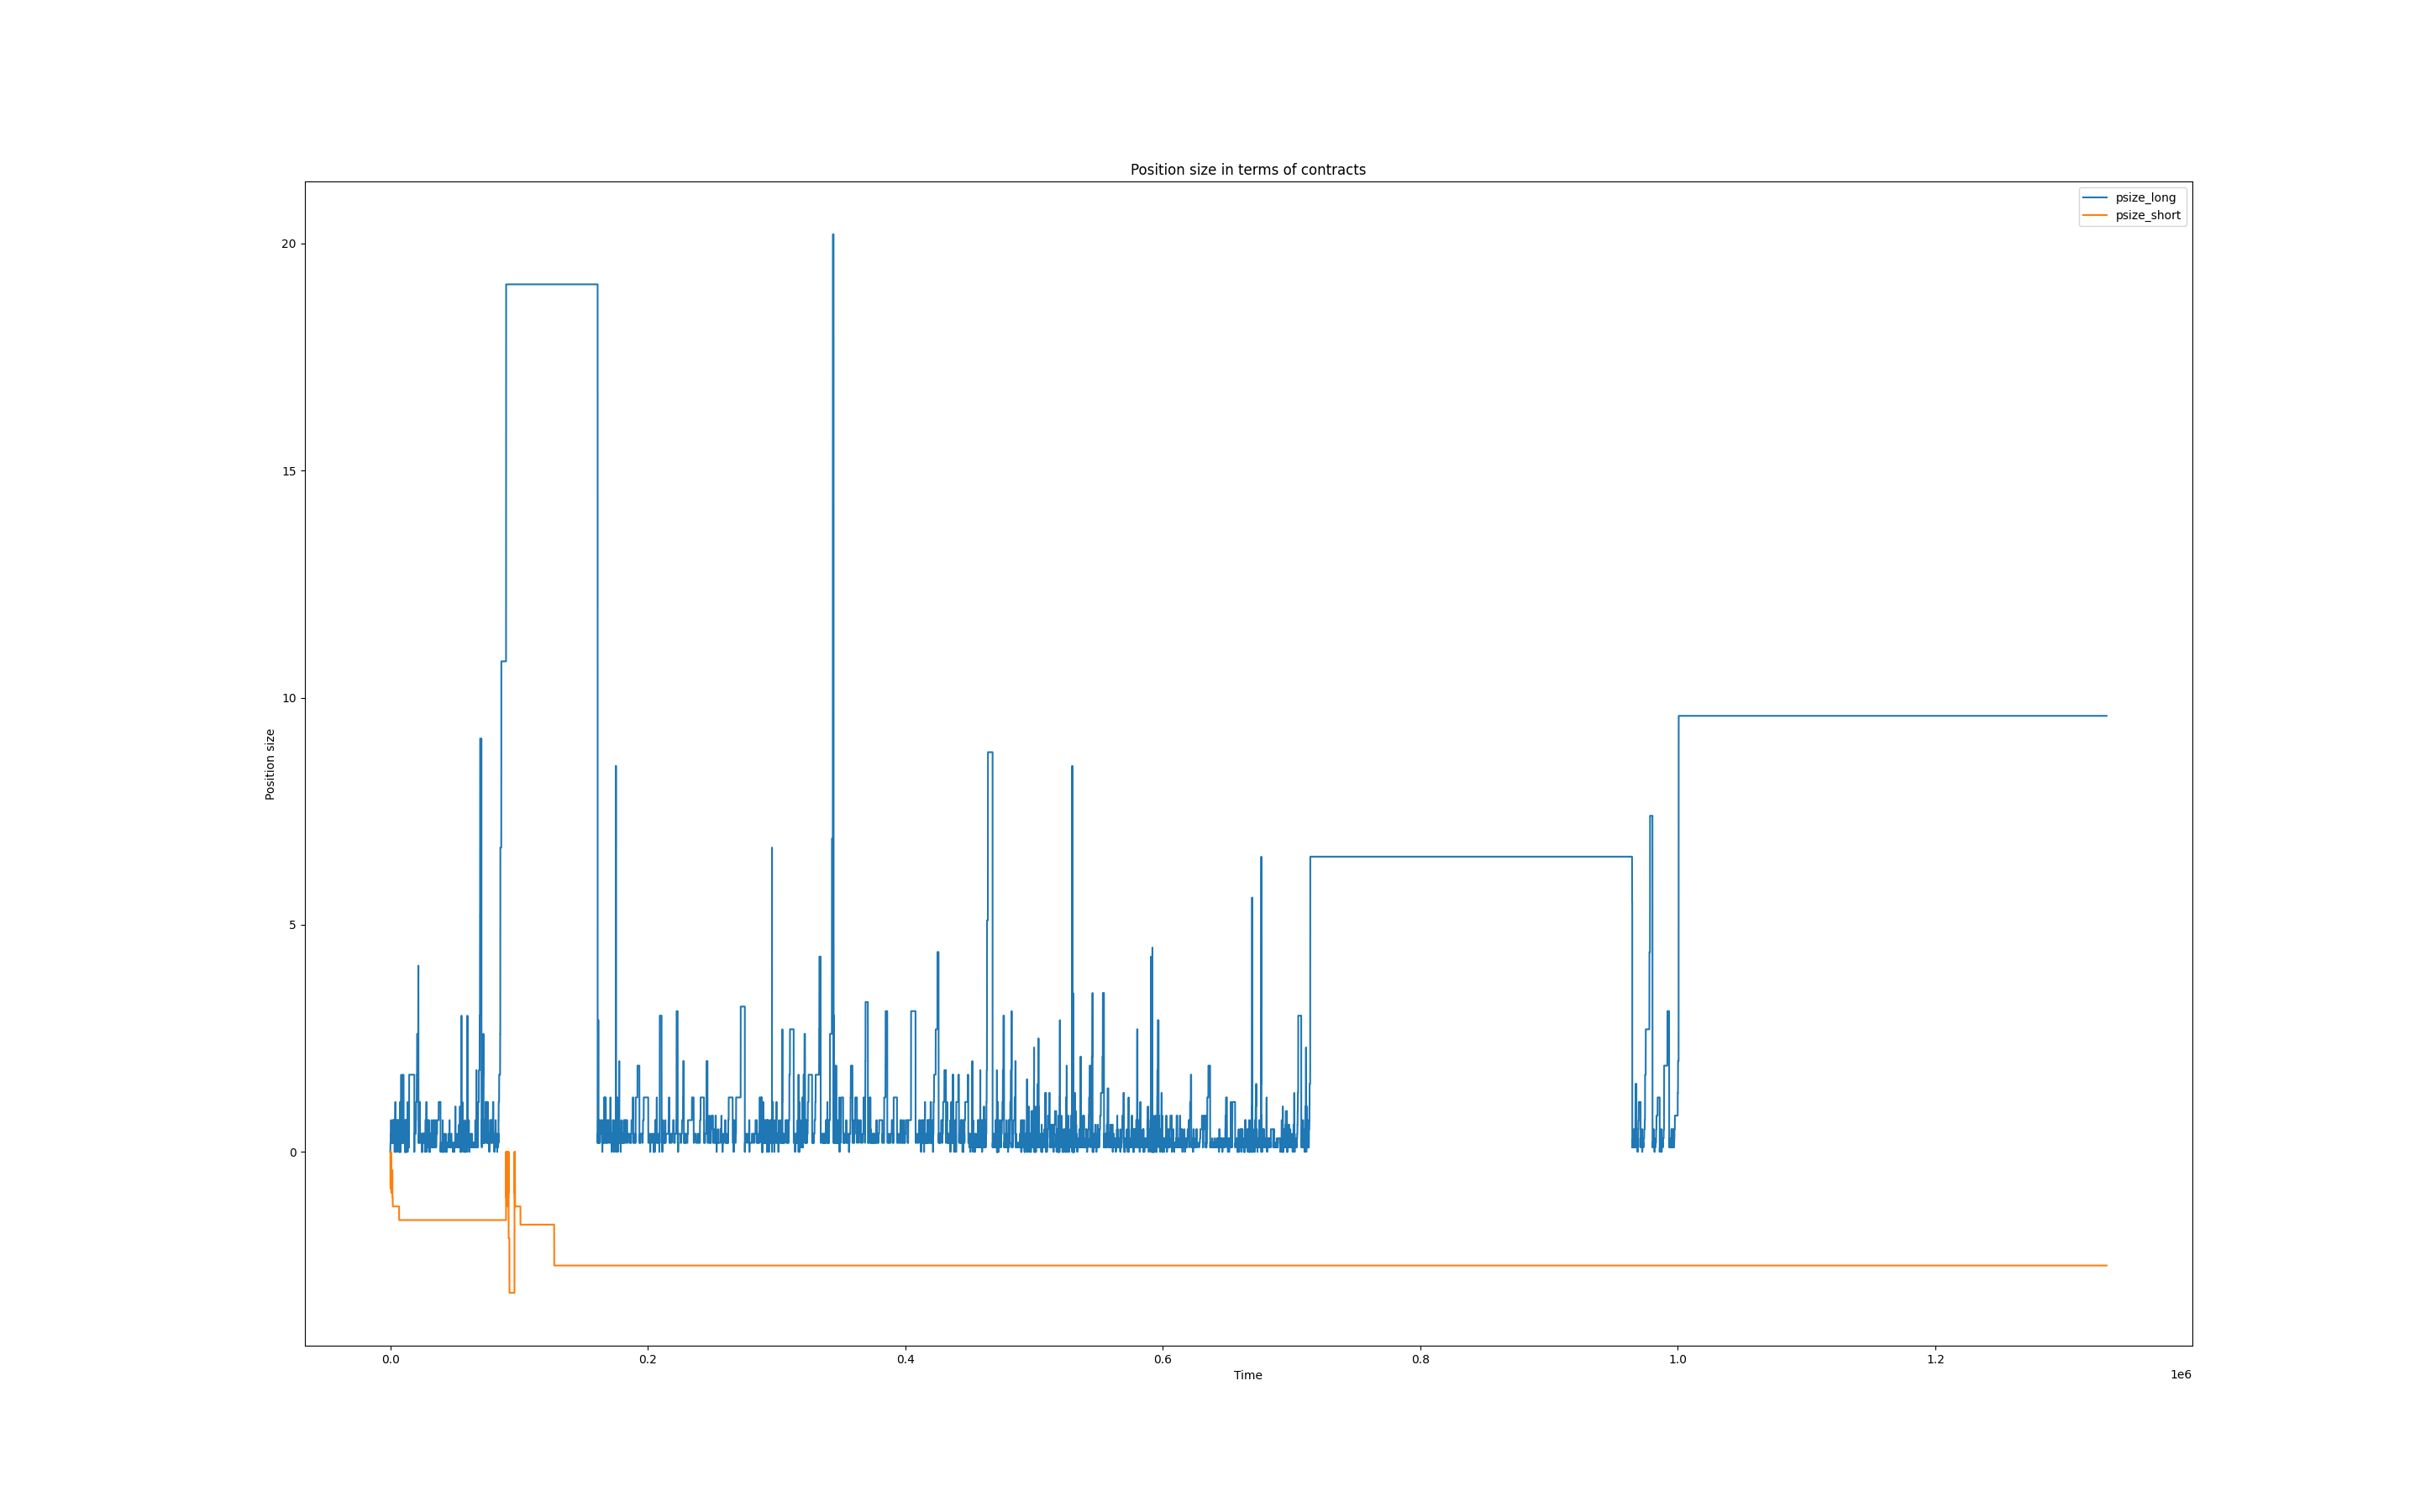 Position size in terms of contracts
psize_long
psize_short
20
15
10
5
0
Position size
0.0 0.2 0.4 0.6 0.8 1.0 1.2
Time
1e6